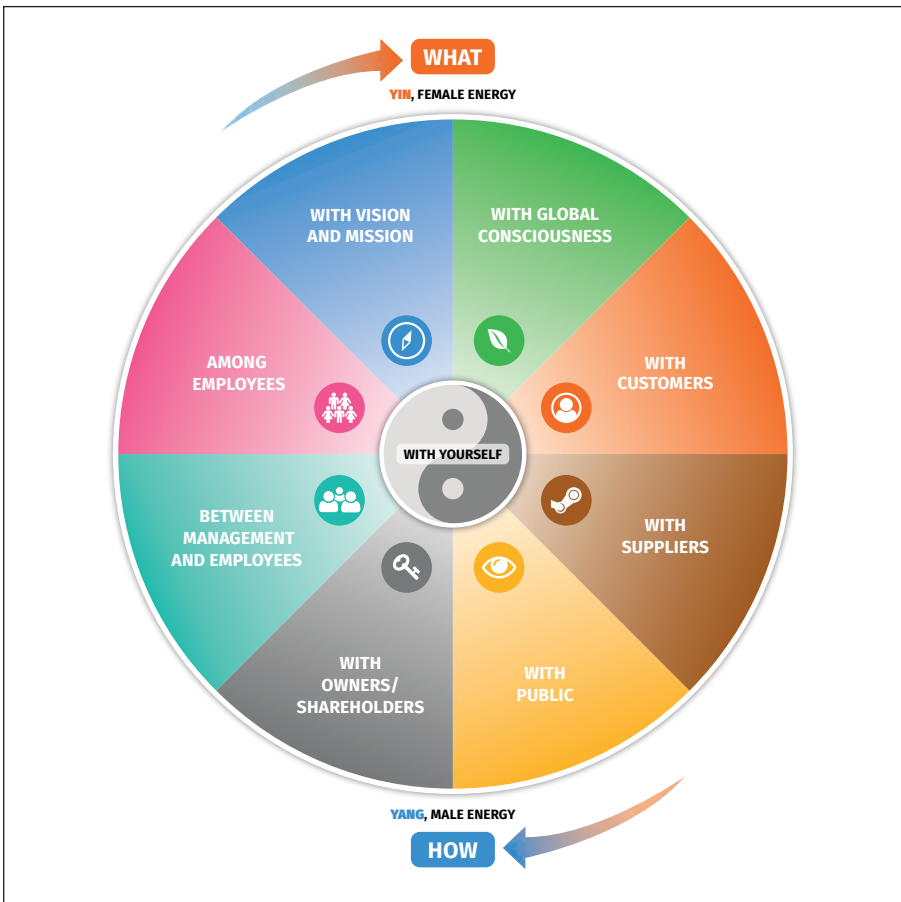 WHAT
YIN, FEMALE ENERGY
WITH VISION
AND MISSION
WITH GLOBAL
CONSCIOUSNESS
AMONG
EMPLOYEES
WITH
CUSTOMERS
WITH YOURSELF
BETWEEN
MANAGEMENT
AND EMPLOYEES
WITH
SUPPLIERS
WITH
OWNERS/
SHAREHOLDERS
WITH
PUBLIC
YANG, MALE ENERGY
HOW